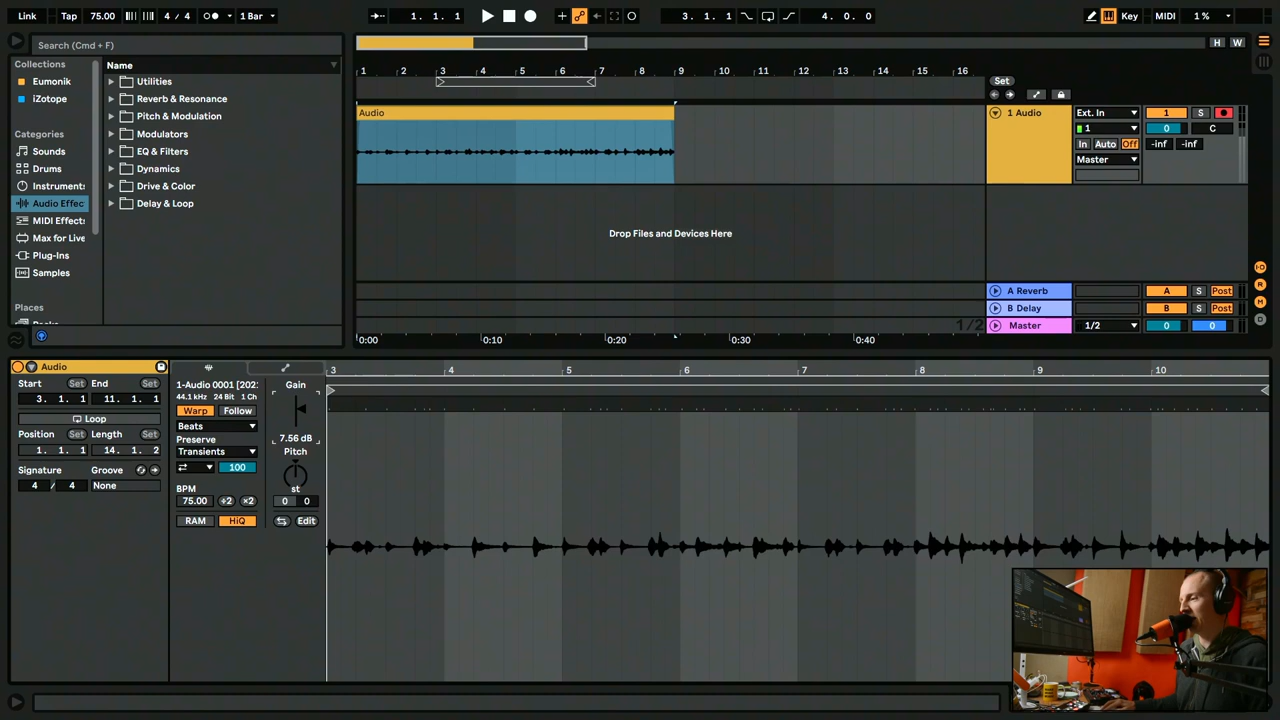 Link Tap 75.00 4 / 4 1 Bar 1. 1. 1 3. 1. 1 4. 0. 0 Key MIDI 1 %
Search (Cmd + F)
Collections
Eumonik
iZotope
Categories
Sounds
Drums
Instrument
Audio Effec
MIDI Effects
Max for Live
Plug-Ins
Samples
Places
Name
Utilities
Reverb & Resonance
Pitch & Modulation
Modulators
EQ & Filters
Dynamics
Drive & Color
Delay & Loop
H W
1 2 3 4 5 6 7 8 9 10 11 12 13 14 15 16
Set
Audio
Drop Files and Devices Here
1/2
0:00 0:10 0:20 0:30 0:40
1 Audio Ext. In 1 S
1 0 C
In Auto Off -inf -inf
Master
A Reverb A S Post
B Delay B S Post
Master 1/2 0 0
Audio
Start Set End Set
3. 1. 1 11. 1. 1
Loop
Position Set Length Set
1. 1. 1 14. 1. 2
Signature Groove
4 / 4 None
1-Audio 0001 [202
44.1 kHz 24 Bit 1 Ch
Warp Follow
Beats
Preserve
Transients
100
BPM
75.00 ÷2 ×2
RAM HiQ
Gain
7.56 dB
Pitch
st
0 0
Edit
3 4 5 6 7 8 9 10